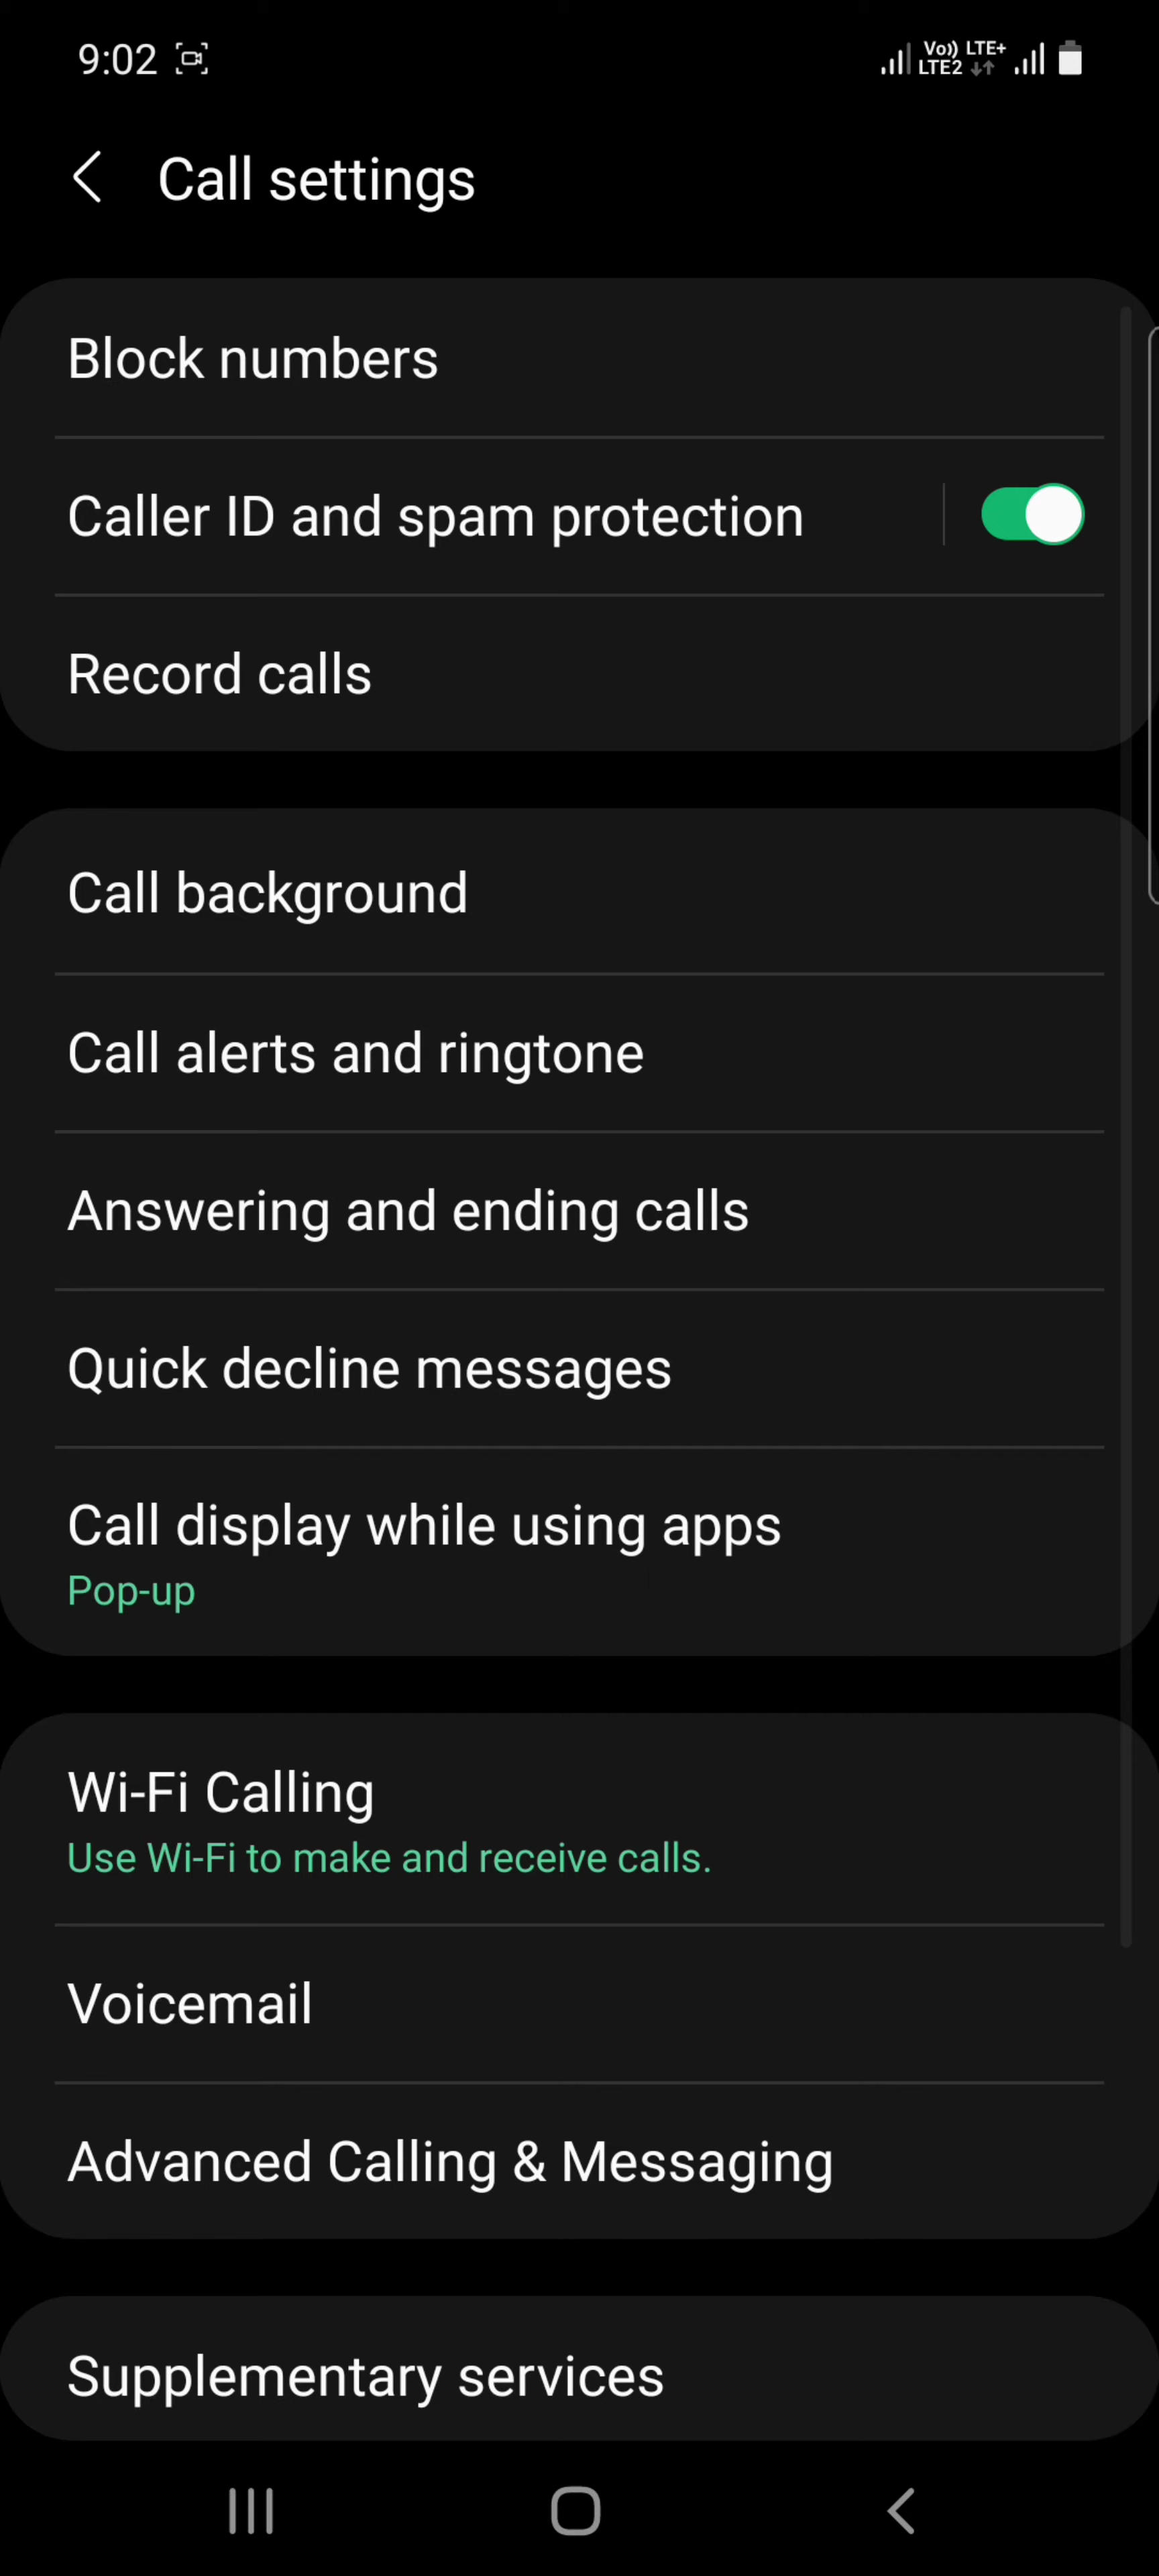 9:02
Vo)) LTE+
LTE2
Call settings
Block numbers
Caller ID and spam protection
Record calls
Call background
Call alerts and ringtone
Answering and ending calls
Quick decline messages
Call display while using apps
Pop-up
Wi-Fi Calling
Use Wi-Fi to make and receive calls.
Voicemail
Advanced Calling & Messaging
Supplementary services